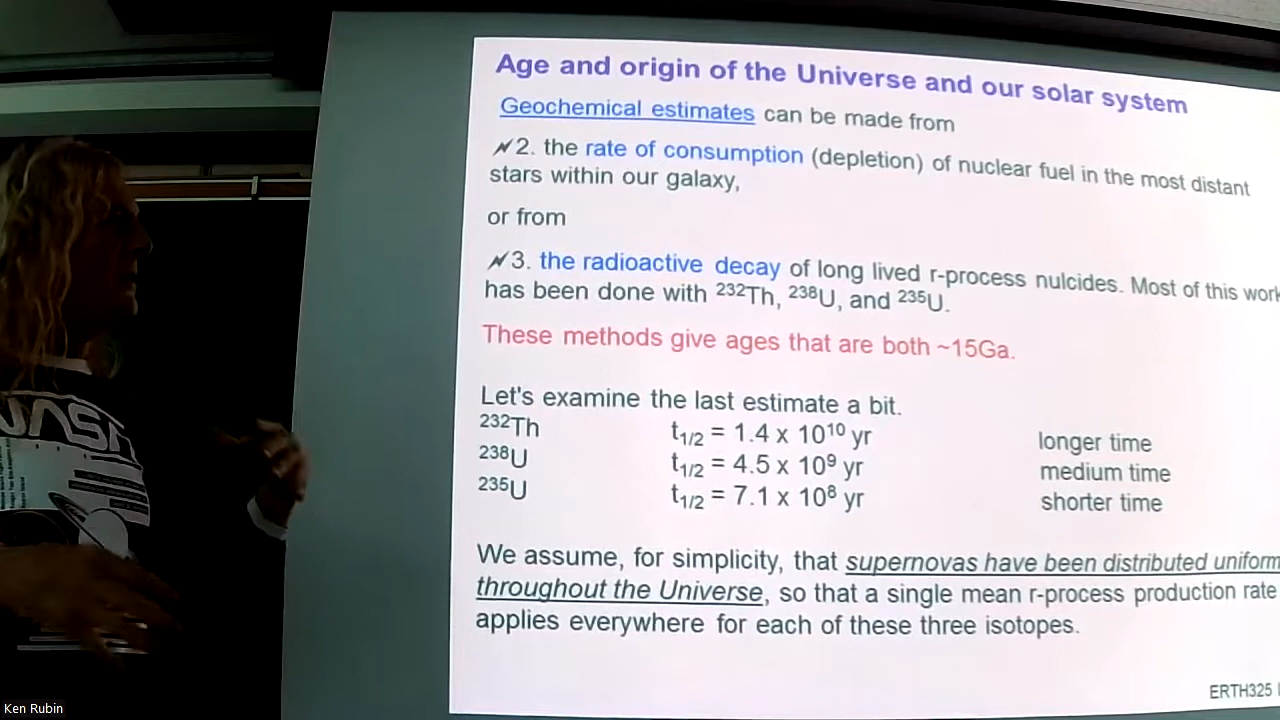 Age and origin of the Universe and our solar system
Geochemical estimates can be made from
2. the rate of consumption (depletion) of nuclear fuel in the most distant
stars within our galaxy,
or from
3. the radioactive decay of long lived r-process nulcides. Most of this work
has been done with ²³²Th, ²³⁸U, and ²³⁵U.
These methods give ages that are both ~15Ga.
Let's examine the last estimate a bit.
²³²Th t₁/₂ = 1.4 x 10¹⁰ yr longer time
²³⁸U t₁/₂ = 4.5 x 10⁹ yr medium time
²³⁵U t₁/₂ = 7.1 x 10⁸ yr shorter time
We assume, for simplicity, that supernovas have been distributed uniform
throughout the Universe, so that a single mean r-process production rate
applies everywhere for each of these three isotopes.
ERTH325
NASA
Ken Rubin